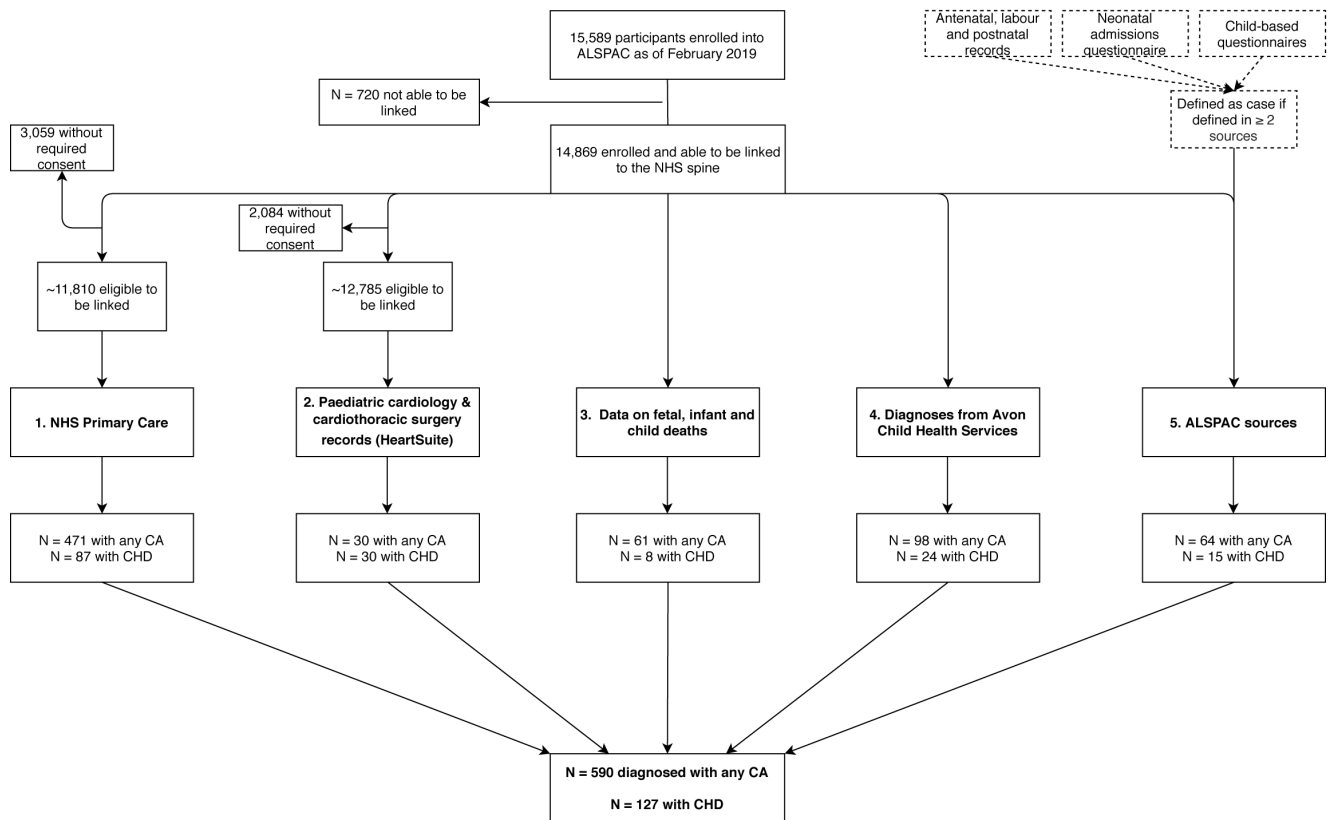 15,589 participants enrolled into
ALSPAC as of February 2019
Antenatal, labour
and postnatal
records
Neonatal
admissions
questionnaire
Child-based
questionnaires
N = 720 not able to be
linked
Defined as case if
defined in ≥ 2
sources
3,059 without
required
consent
14,869 enrolled and able to be linked
to the NHS spine
2,084 without
required
consent
~11,810 eligible to
be linked
~12,785 eligible to
be linked
1. NHS Primary Care
2. Paediatric cardiology &
cardiothoracic surgery
records (HeartSuite)
3. Data on fetal, infant and
child deaths
4. Diagnoses from Avon
Child Health Services
5. ALSPAC sources
N = 471 with any CA
N = 87 with CHD
N = 30 with any CA
N = 30 with CHD
N = 61 with any CA
N = 8 with CHD
N = 98 with any CA
N = 24 with CHD
N = 64 with any CA
N = 15 with CHD
N = 590 diagnosed with any CA
N = 127 with CHD